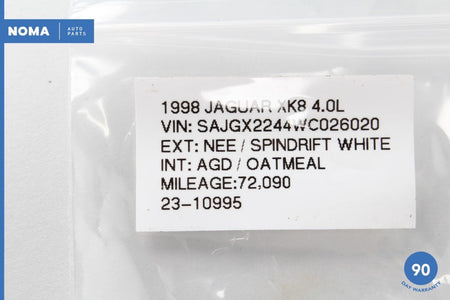 NOMA AUTO
PARTS
1998 JAGUAR XK8 4.0L
VIN: SAJGX2244WC026020
EXT: NEE / SPINDRIFT WHITE
INT: AGD / OATMEAL
MILEAGE:72,090
23-10995
90
DAY WARRANTY